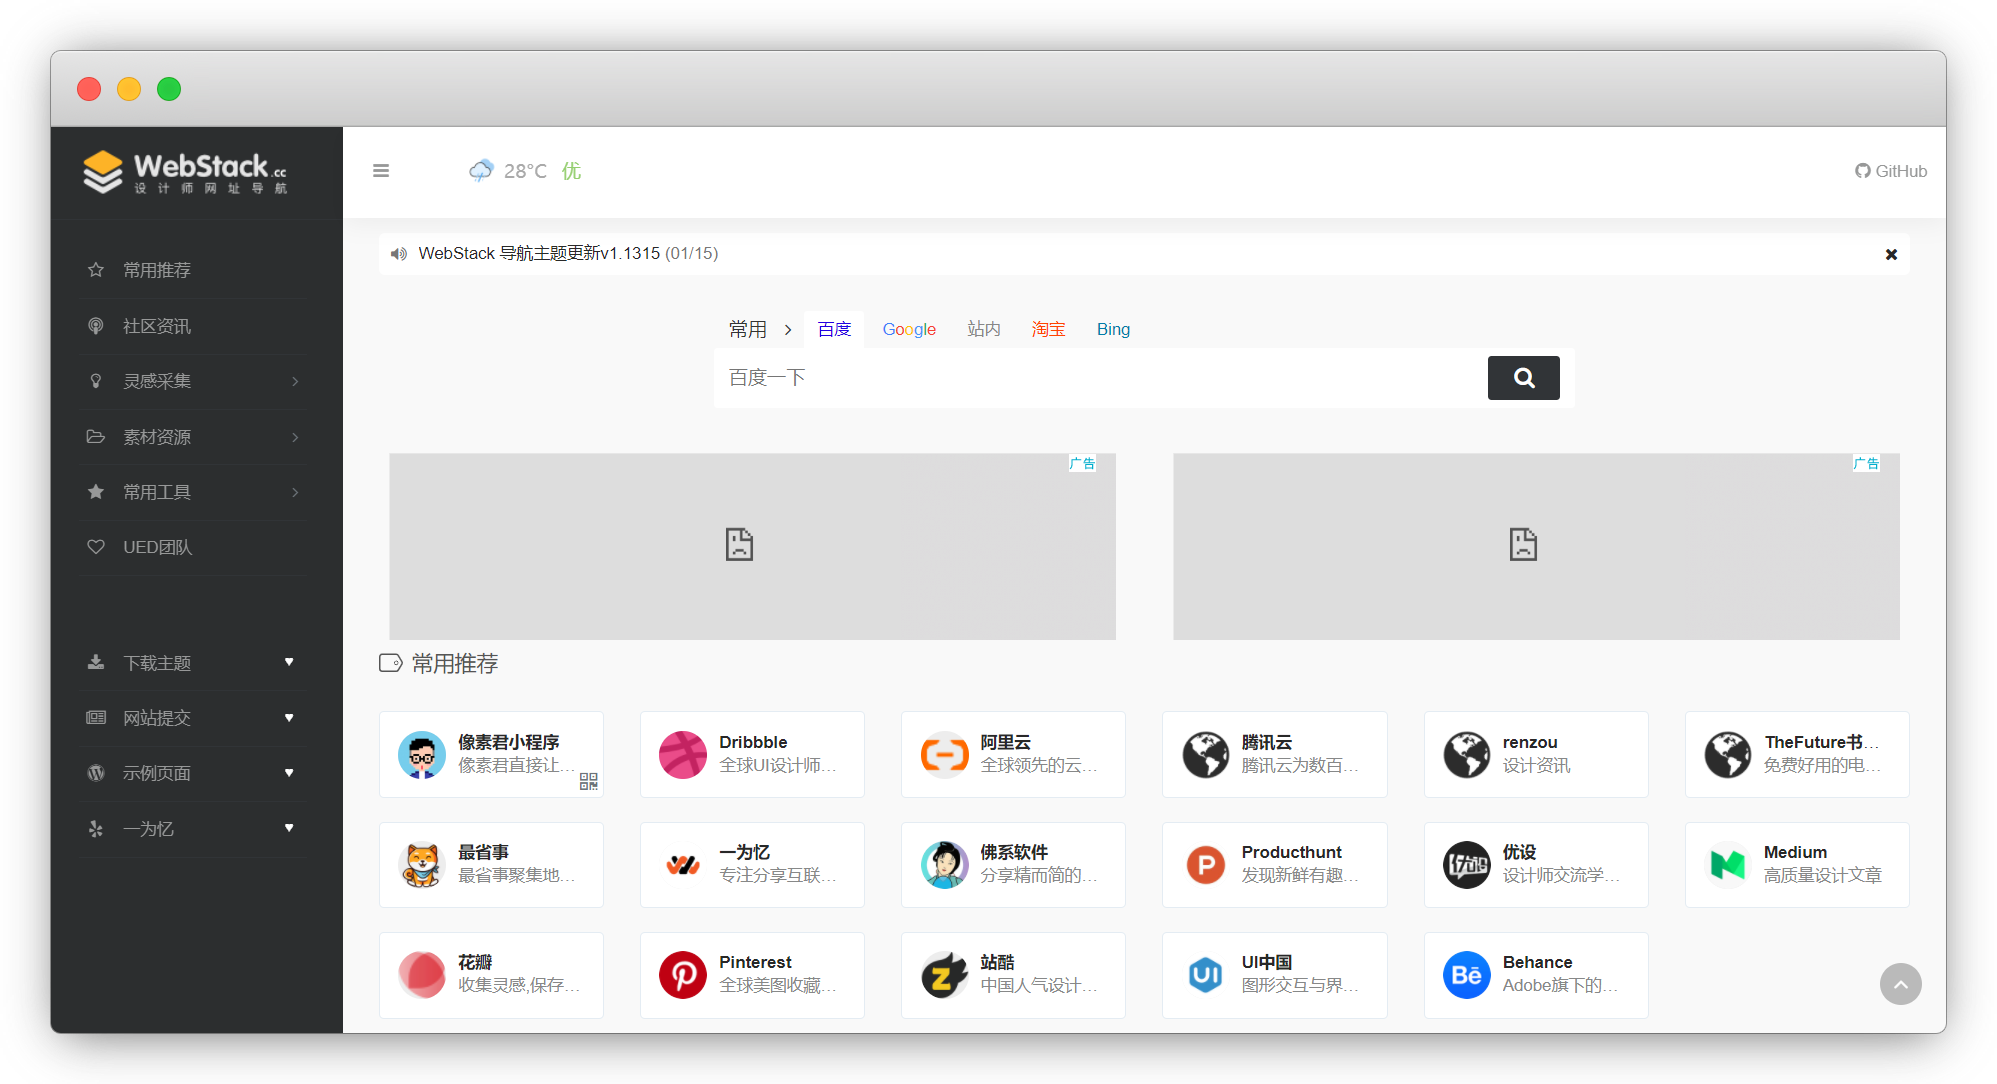 WebStack.cc
设计师网址导航
28°C 优
GitHub
常用推荐
社区资讯
灵感采集
素材资源
常用工具
UED团队
下载主题
网站提交
示例页面
一为忆
WebStack 导航主题更新v1.1315 (01/15)
常用 百度 Google 站内 淘宝 Bing
百度一下
广告
广告
常用推荐
像素君小程序
像素君直接让...
Dribbble
全球UI设计师...
阿里云
全球领先的云...
腾讯云
腾讯云为数百...
renzou
设计资讯
TheFuture书...
免费好用的电...
最省事
最省事聚集地...
一为忆
专注分享互联...
佛系软件
分享精而简的...
Producthunt
发现新鲜有趣...
优设
设计师交流学...
Medium
高质量设计文章
花瓣
收集灵感,保存...
Pinterest
全球美图收藏...
站酷
中国人气设计...
UI
UI中国
图形交互与界...
Bē
Behance
Adobe旗下的...